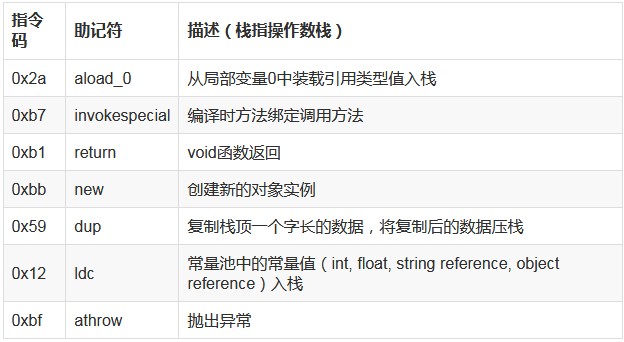 指令码 助记符 描述（栈指操作数栈）
0x2a aload_0 从局部变量0中装载引用类型值入栈
0xb7 invokespecial 编译时方法绑定调用方法
0xb1 return void函数返回
0xbb new 创建新的对象实例
0x59 dup 复制栈顶一个字长的数据，将复制后的数据压栈
0x12 ldc 常量池中的常量值（int, float, string reference, object
reference）入栈
0xbf athrow 抛出异常